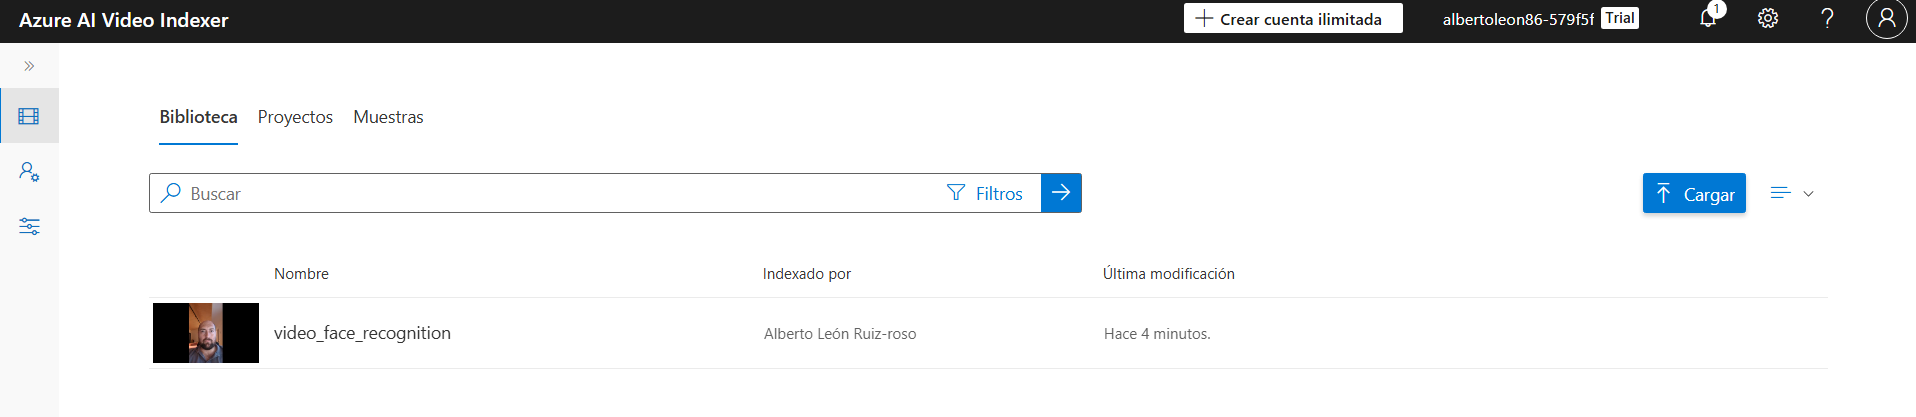 Azure AI Video Indexer
Crear cuenta ilimitada
albertoleon86-579f5f Trial
1
?
Biblioteca Proyectos Muestras
Buscar Filtros
Cargar
Nombre Indexado por Última modificación
video_face_recognition Alberto León Ruiz-roso Hace 4 minutos.